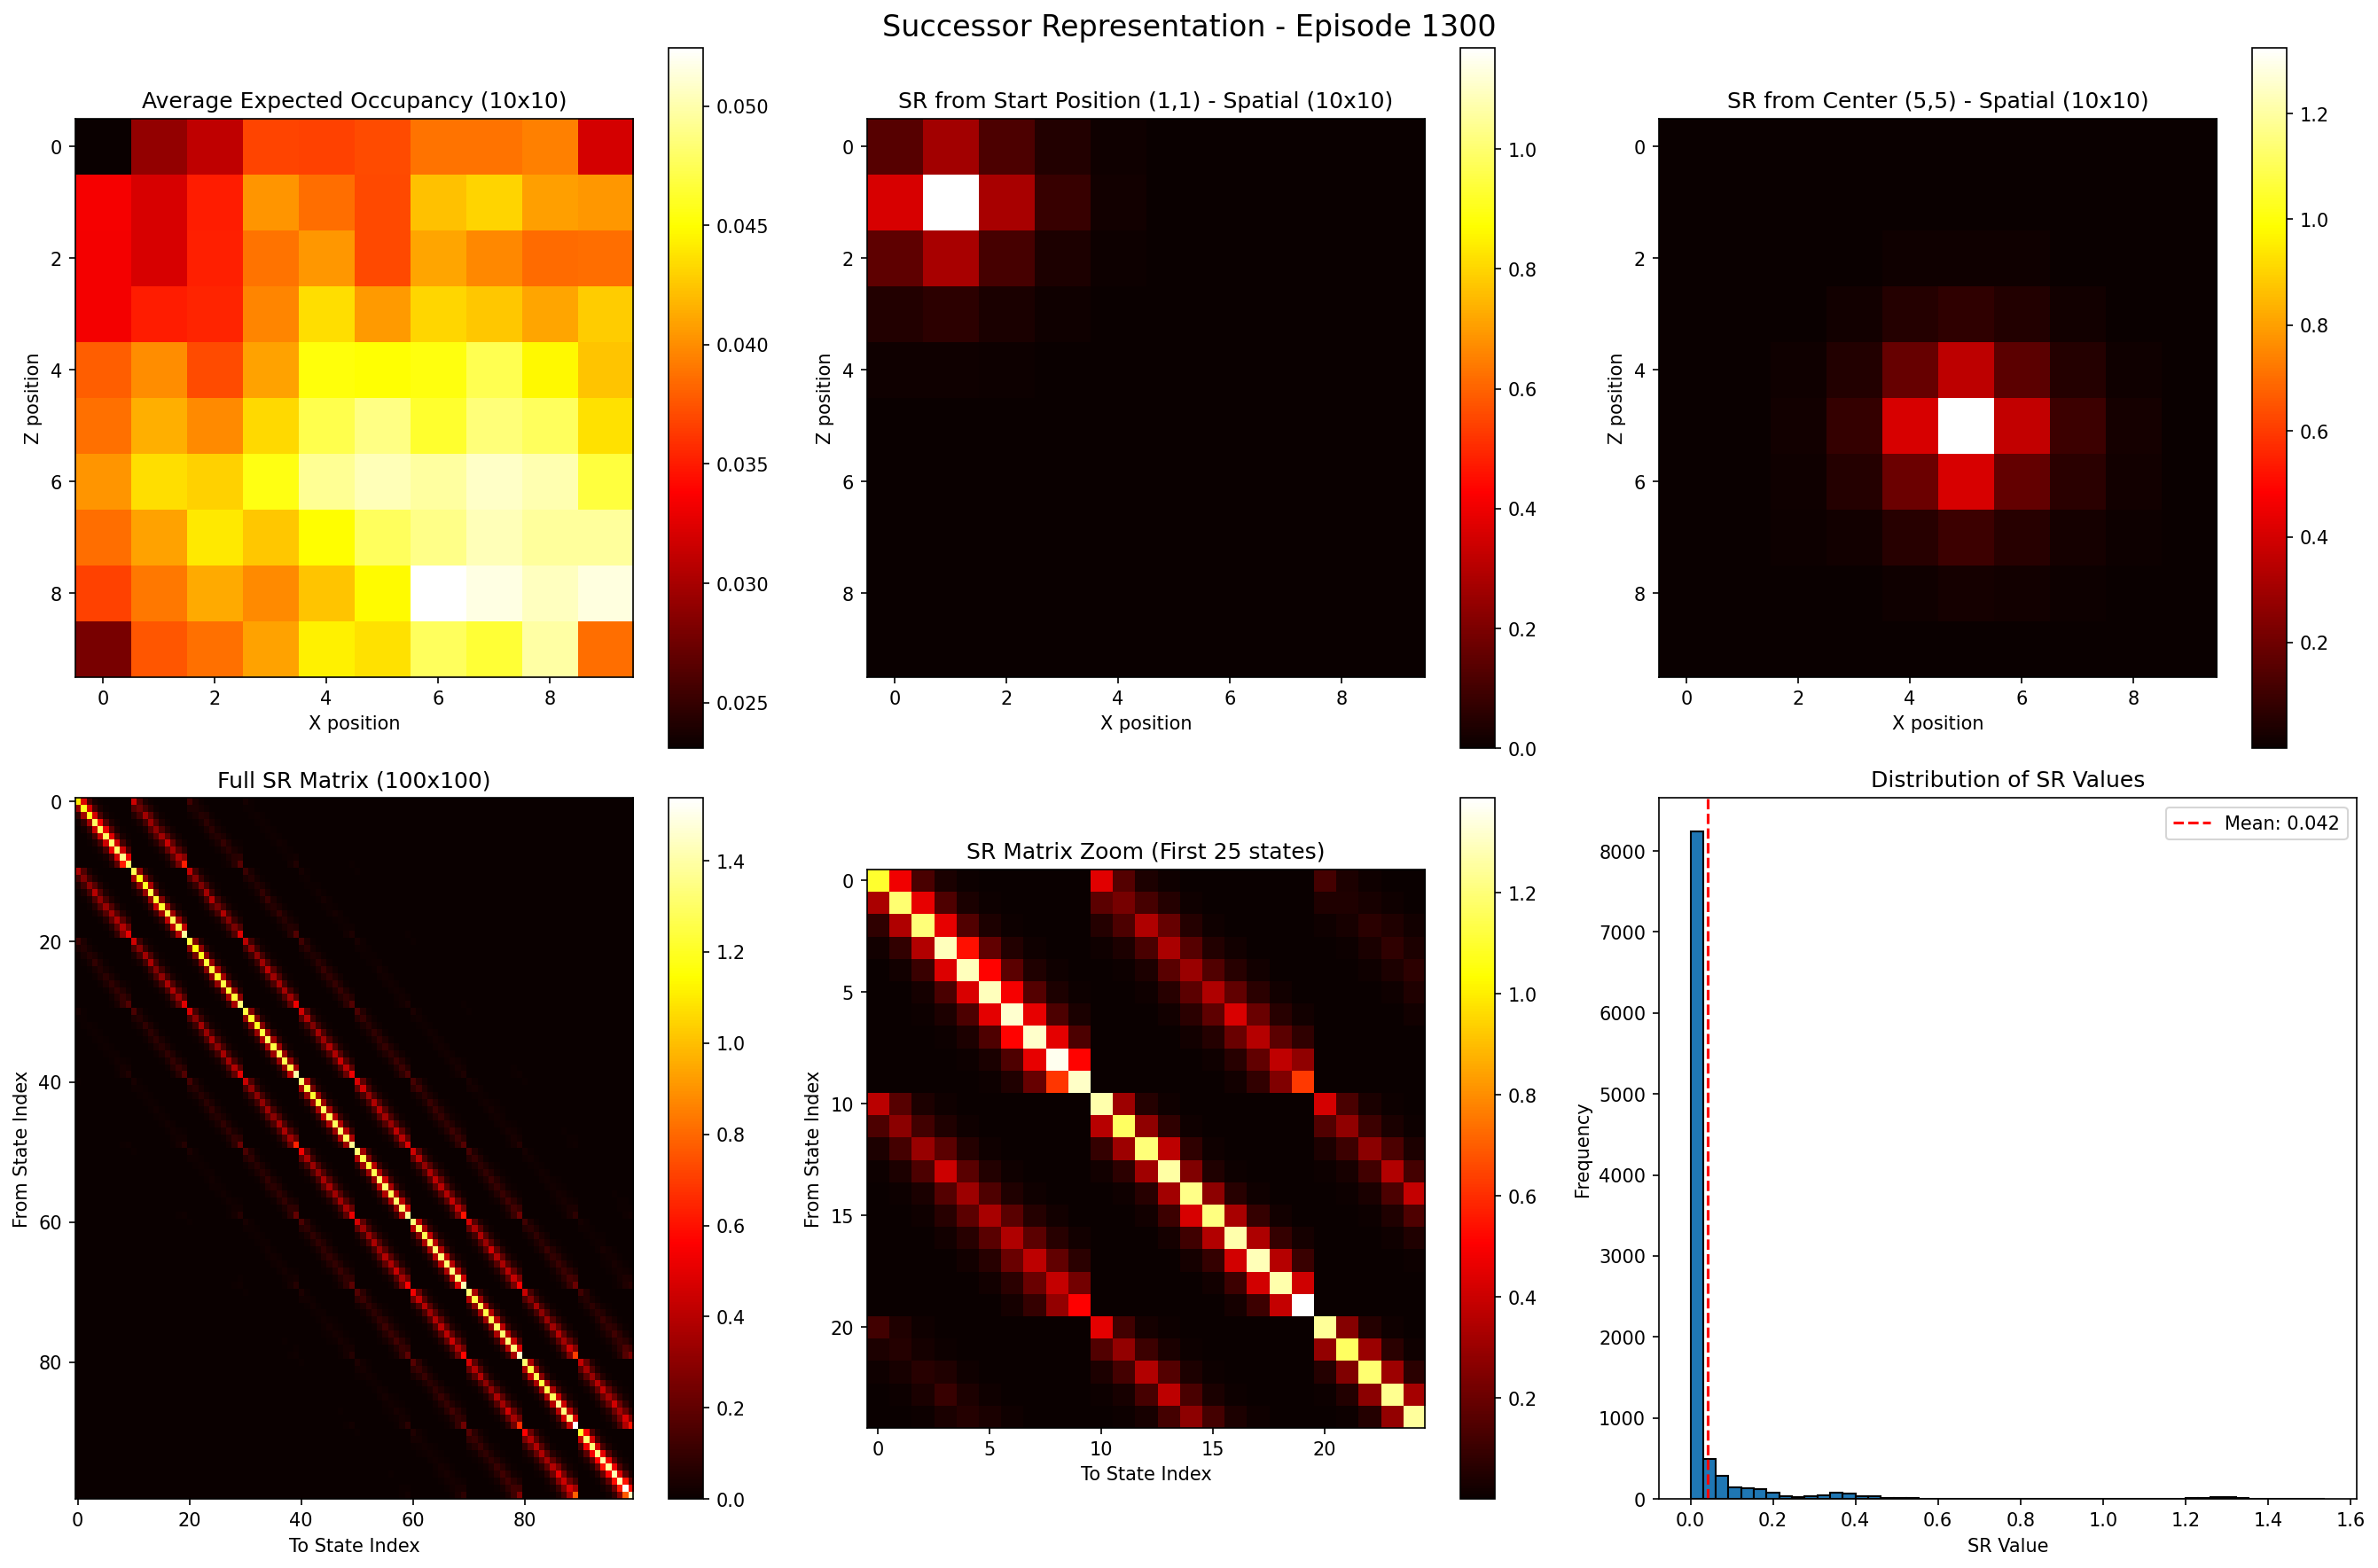 Successor Representation - Episode 1300
Average Expected Occupancy (10x10)
0
2
4
6
8
Z position
0 2 4 6 8
X position
0.050
0.045
0.040
0.035
0.030
0.025
SR from Start Position (1,1) - Spatial (10x10)
0
2
4
6
8
Z position
0 2 4 6 8
X position
1.0
0.8
0.6
0.4
0.2
0.0
SR from Center (5,5) - Spatial (10x10)
0
2
4
6
8
Z position
0 2 4 6 8
X position
1.2
1.0
0.8
0.6
0.4
0.2
Full SR Matrix (100x100)
0
20
40
60
80
From State Index
0 20 40 60 80
To State Index
1.4
1.2
1.0
0.8
0.6
0.4
0.2
0.0
SR Matrix Zoom (First 25 states)
0
5
10
15
20
From State Index
0 5 10 15 20
To State Index
1.2
1.0
0.8
0.6
0.4
0.2
Distribution of SR Values
Mean: 0.042
8000
7000
6000
5000
4000
3000
2000
1000
0
Frequency
0.0 0.2 0.4 0.6 0.8 1.0 1.2 1.4 1.6
SR Value